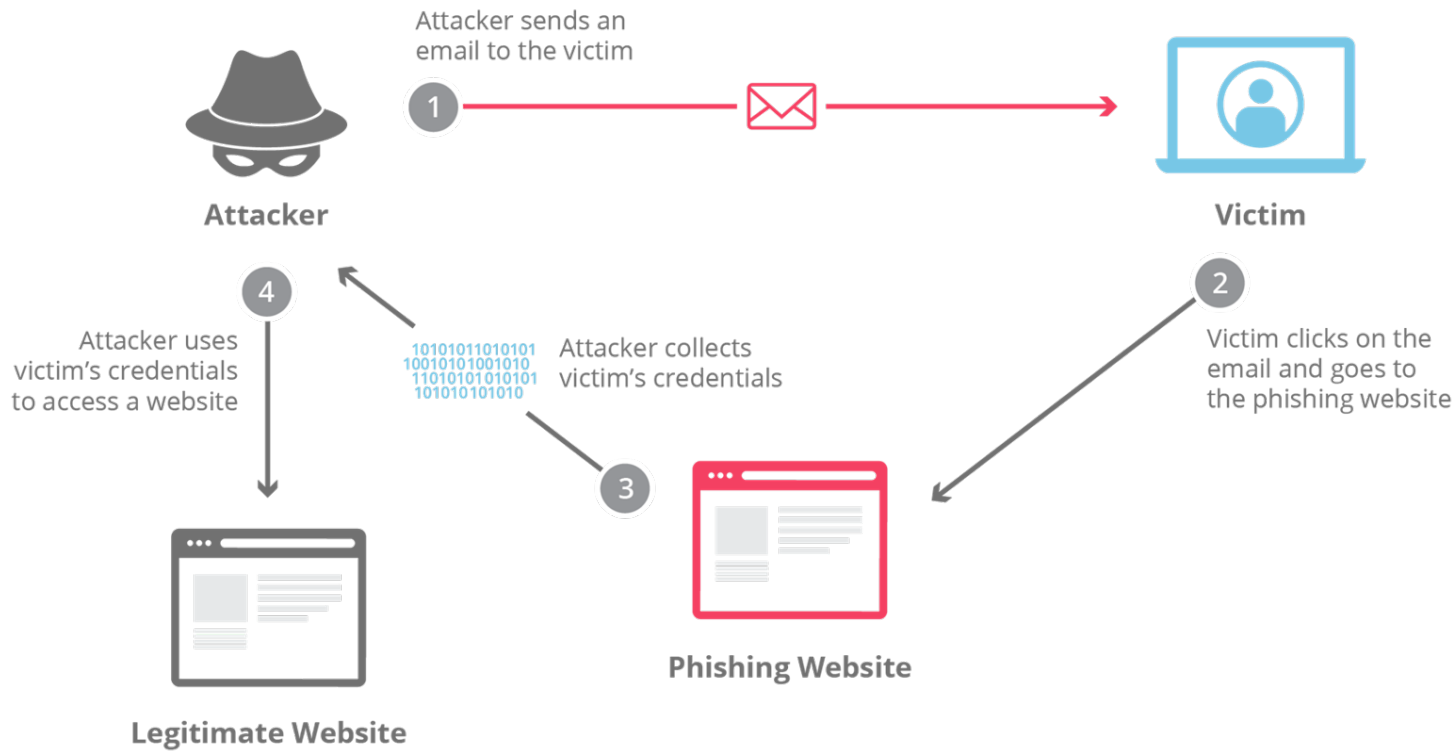 Attacker sends an
email to the victim
1
Attacker
Victim
2
Victim clicks on the
email and goes to
the phishing website
4
Attacker uses
victim’s credentials
to access a website
10101011010101
10010101001010
11010101010101
101010101010
Attacker collects
victim’s credentials
3
Phishing Website
Legitimate Website